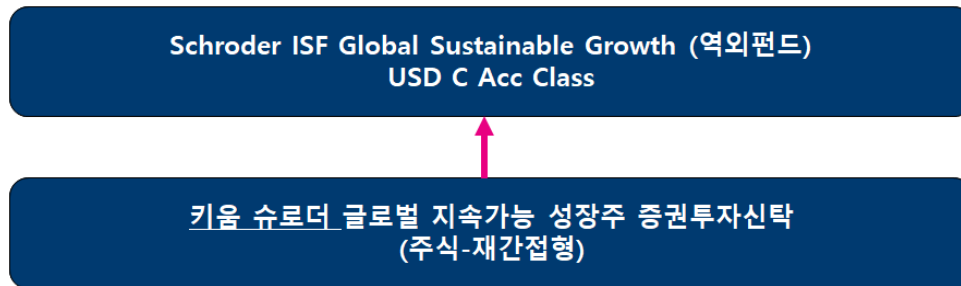 Schroder ISF Global Sustainable Growth (역외펀드)
USD C Acc Class
키움 슈로더 글로벌 지속가능 성장주 증권투자신탁
(주식-재간접형)